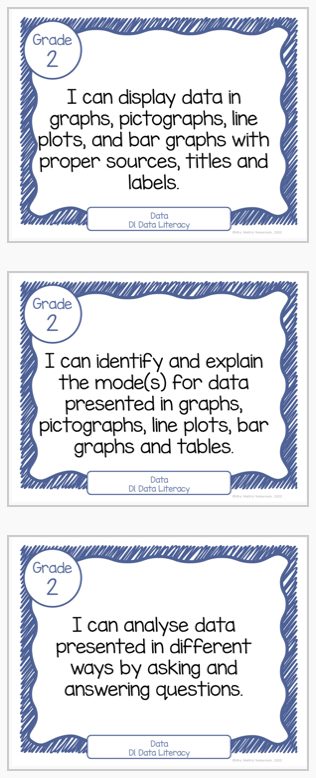 Grade
2
I can display data in
graphs, pictographs, line
plots, and bar graphs with
proper sources, titles and
labels.
Data
D1 Data Literacy
Grade
2
I can identify and explain
the mode(s) for data
presented in graphs,
pictographs, line plots, bar
graphs and tables.
Data
D1 Data Literacy
Grade
2
I can analyse data
presented in different
ways by asking and
answering questions.
Data
D1 Data Literacy